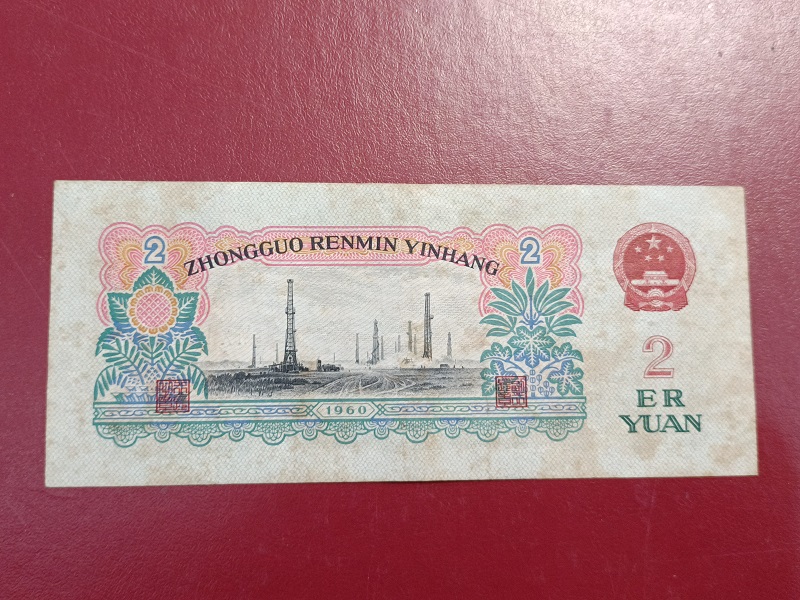 2 2
ZHONGGUO RENMIN YINHANG
1960
2
ER
YUAN